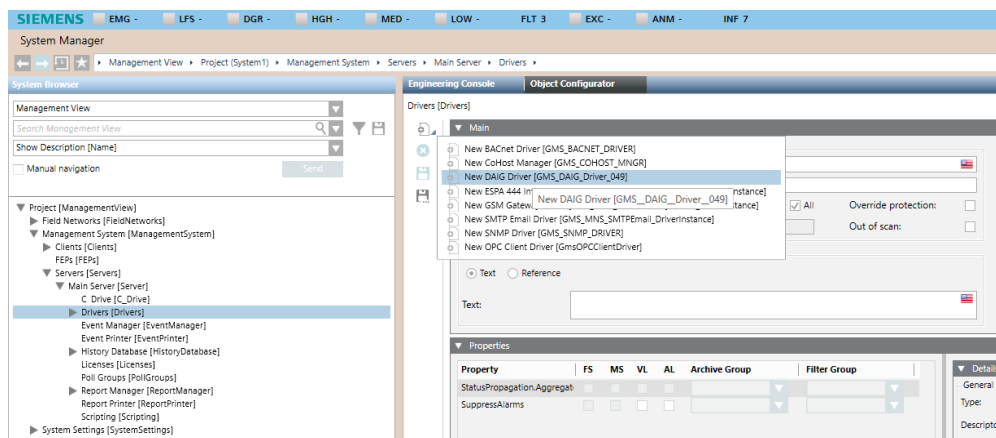 SIEMENS EMG - LFS - DGR - HGH - MED - LOW - FLT 3 EXC - ANM - INF 7
System Manager
Management View Project (System1) Management System Servers Main Server Drivers
System Browser
Management View
Search Management View
Show Description [Name]
Manual navigation Send
Project [ManagementView]
Field Networks [FieldNetworks]
Management System [ManagementSystem]
Clients [Clients]
FEPs [FEPs]
Servers [Servers]
Main Server [Server]
C_Drive [C_Drive]
Drivers [Drivers]
Event Manager [EventManager]
Event Printer [EventPrinter]
History Database [HistoryDatabase]
Licenses [Licenses]
Poll Groups [PollGroups]
Report Manager [ReportManager]
Report Printer [ReportPrinter]
Scripting [Scripting]
System Settings [SystemSettings]
Engineering Console Object Configurator
Drivers [Drivers]
Main
New BACnet Driver [GMS_BACNET_DRIVER]
New CoHost Manager [GMS_COHOST_MNGR]
New DAIG Driver [GMS_DAIG_Driver_049]
New ESPA 444 In nstance]
New DAIG Driver [GMS__DAIG__Driver__049]
New GSM Gatew stance]
New SMTP Email Driver [GMS_MNS_SMTPEmail_DriverInstance]
New SNMP Driver [GMS_SNMP_DRIVER]
New OPC Client Driver [GmsOPCClientDriver]
All Override protection:
Out of scan:
Text Reference
Text:
Properties
Property FS MS VL AL Archive Group Filter Group
StatusPropagation.Aggregat
SuppressAlarms
Details
General
Type:
Descripto